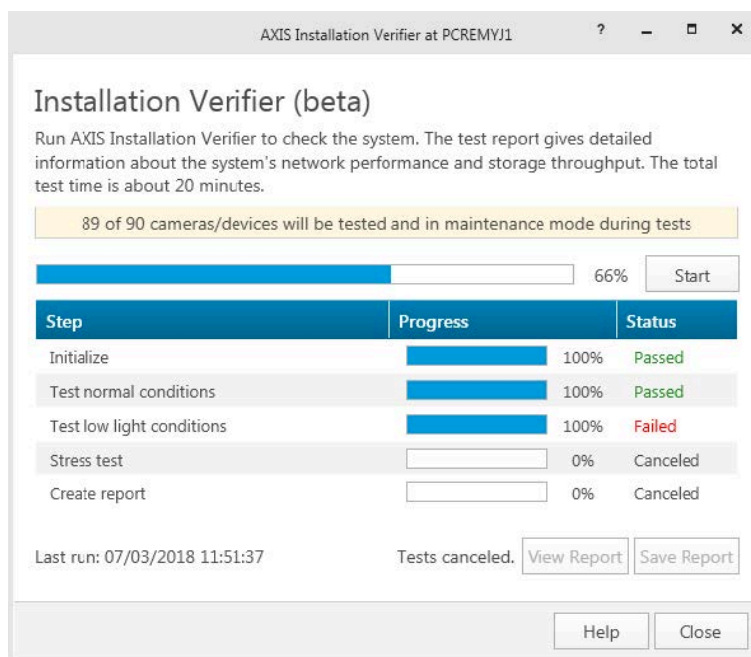 AXIS Installation Verifier at PCREMYJ1
?
Installation Verifier (beta)
Run AXIS Installation Verifier to check the system. The test report gives detailed
information about the system's network performance and storage throughput. The total
test time is about 20 minutes.
89 of 90 cameras/devices will be tested and in maintenance mode during tests
66% Start
Step Progress Status
Initialize 100% Passed
Test normal conditions 100% Passed
Test low light conditions 100% Failed
Stress test 0% Canceled
Create report 0% Canceled
Last run: 07/03/2018 11:51:37 Tests canceled. View Report Save Report
Help Close